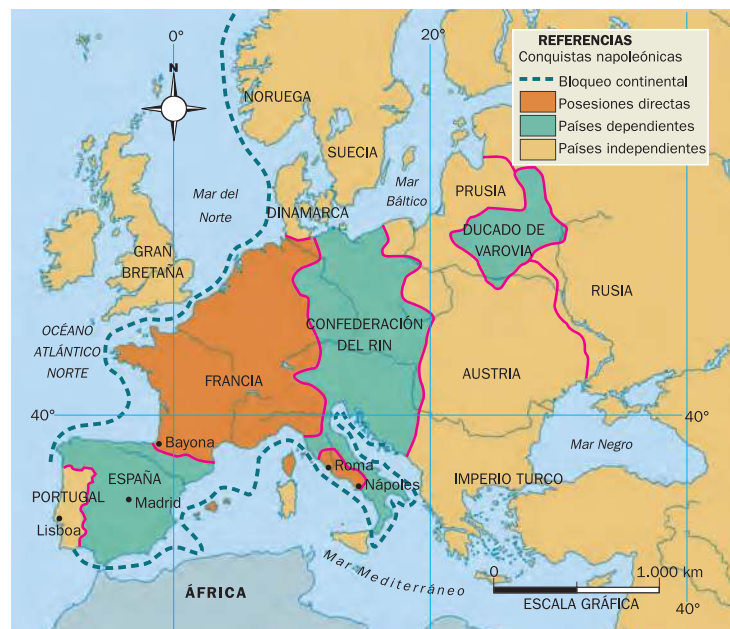 0°
20°
REFERENCIAS
Conquistas napoleónicas
Bloqueo continental
Posesiones directas
Países dependientes
Países independientes
N
NORUEGA
SUECIA
Mar del
Norte
Mar
Báltico
DINAMARCA
PRUSIA
DUCADO DE
VAROVIA
GRAN
BRETAÑA
RUSIA
OCÉANO
ATLÁNTICO
NORTE
CONFEDERACIÓN
DEL RIN
FRANCIA
AUSTRIA
40°
40°
Bayona
Mar Negro
ESPAÑA
Roma
IMPERIO TURCO
PORTUGAL
Madrid
Nápoles
Lisboa
Mar Mediterráneo
0
1.000 km
ESCALA GRÁFICA
ÁFRICA
40°